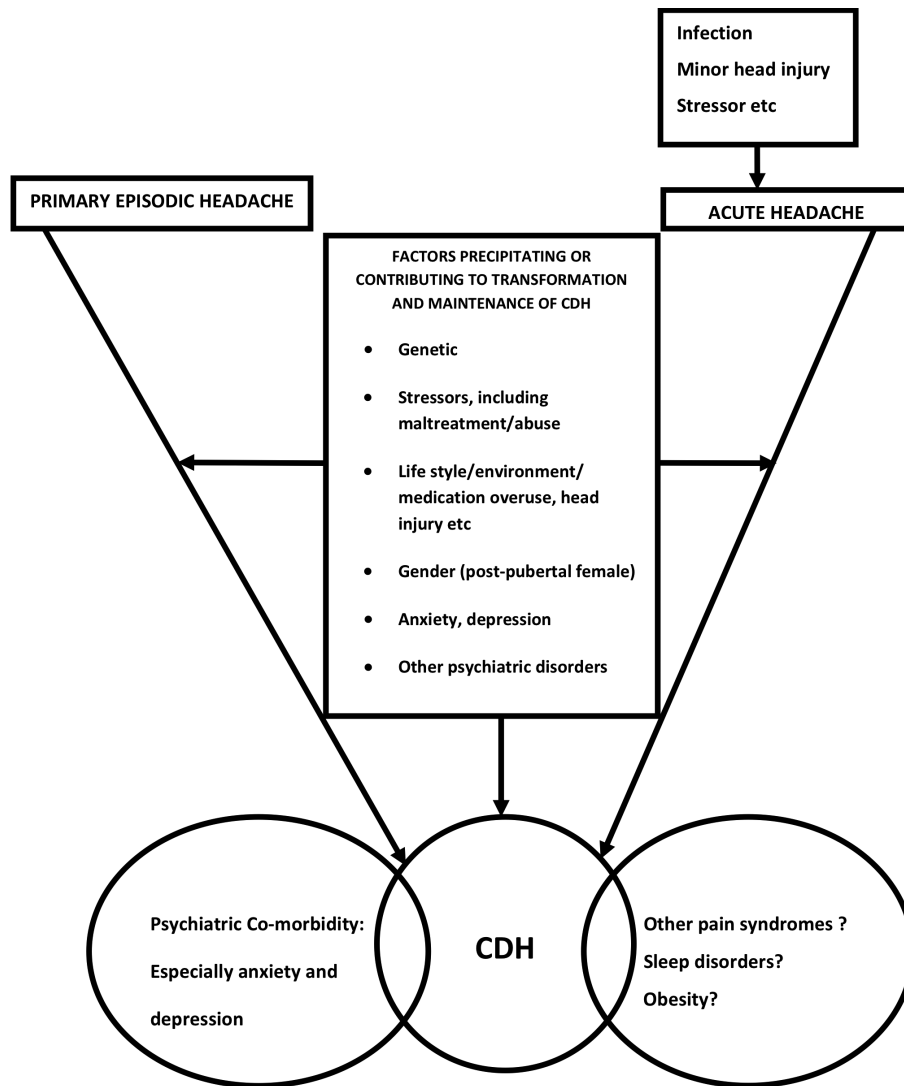 Infection
Minor head injury
Stressor etc
PRIMARY EPISODIC HEADACHE
ACUTE HEADACHE
FACTORS PRECIPITATING OR
CONTRIBUTING TO TRANSFORMATION
AND MAINTENANCE OF CDH
• Genetic
• Stressors, including
maltreatment/abuse
• Life style/environment/
medication overuse, head
injury etc
• Gender (post-pubertal female)
• Anxiety, depression
• Other psychiatric disorders
Psychiatric Co-morbidity:
Especially anxiety and
depression
CDH
Other pain syndromes ?
Sleep disorders?
Obesity?